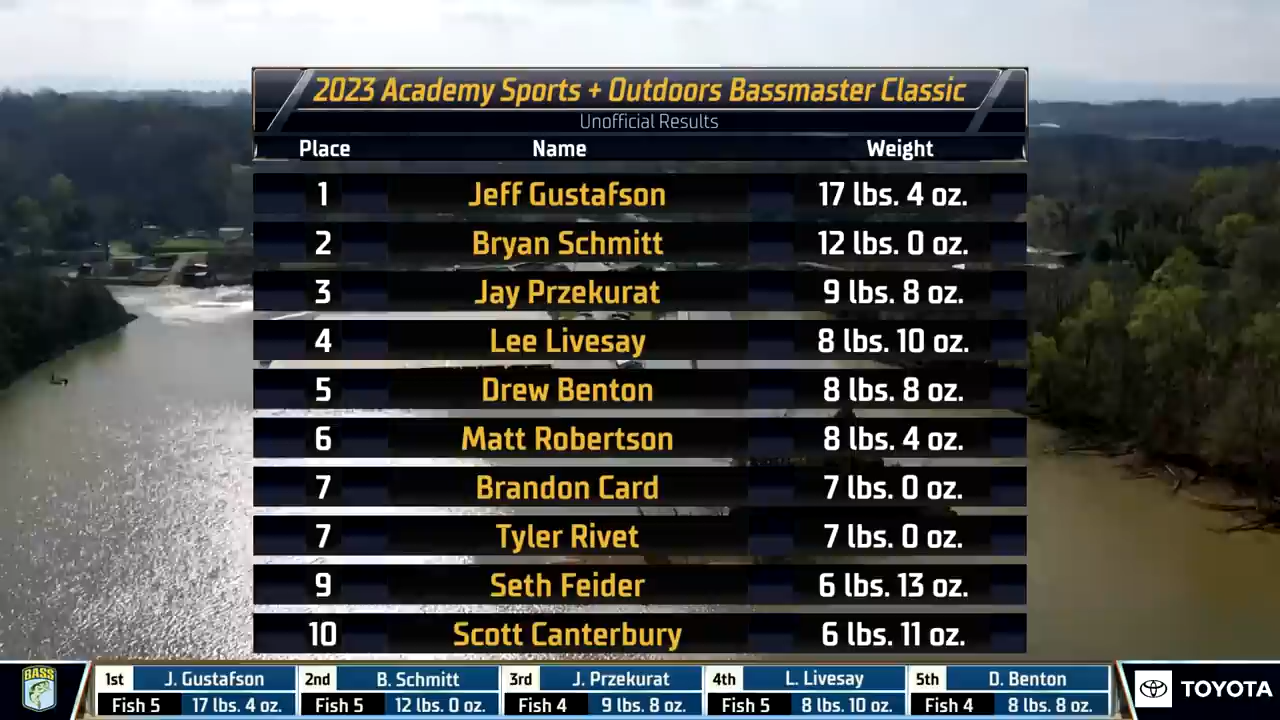 2023 Academy Sports + Outdoors Bassmaster Classic
Unofficial Results
Place Name Weight
1 Jeff Gustafson 17 lbs. 4 oz.
2 Bryan Schmitt 12 lbs. 0 oz.
3 Jay Przekurat 9 lbs. 8 oz.
4 Lee Livesay 8 lbs. 10 oz.
5 Drew Benton 8 lbs. 8 oz.
6 Matt Robertson 8 lbs. 4 oz.
7 Brandon Card 7 lbs. 0 oz.
7 Tyler Rivet 7 lbs. 0 oz.
9 Seth Feider 6 lbs. 13 oz.
10 Scott Canterbury 6 lbs. 11 oz.
BASS
1st J. Gustafson
Fish 5 17 lbs. 4 oz.
2nd B. Schmitt
Fish 5 12 lbs. 0 oz.
3rd J. Przekurat
Fish 4 9 lbs. 8 oz.
4th L. Livesay
Fish 5 8 lbs. 10 oz.
5th D. Benton
Fish 4 8 lbs. 8 oz.
TOYOTA